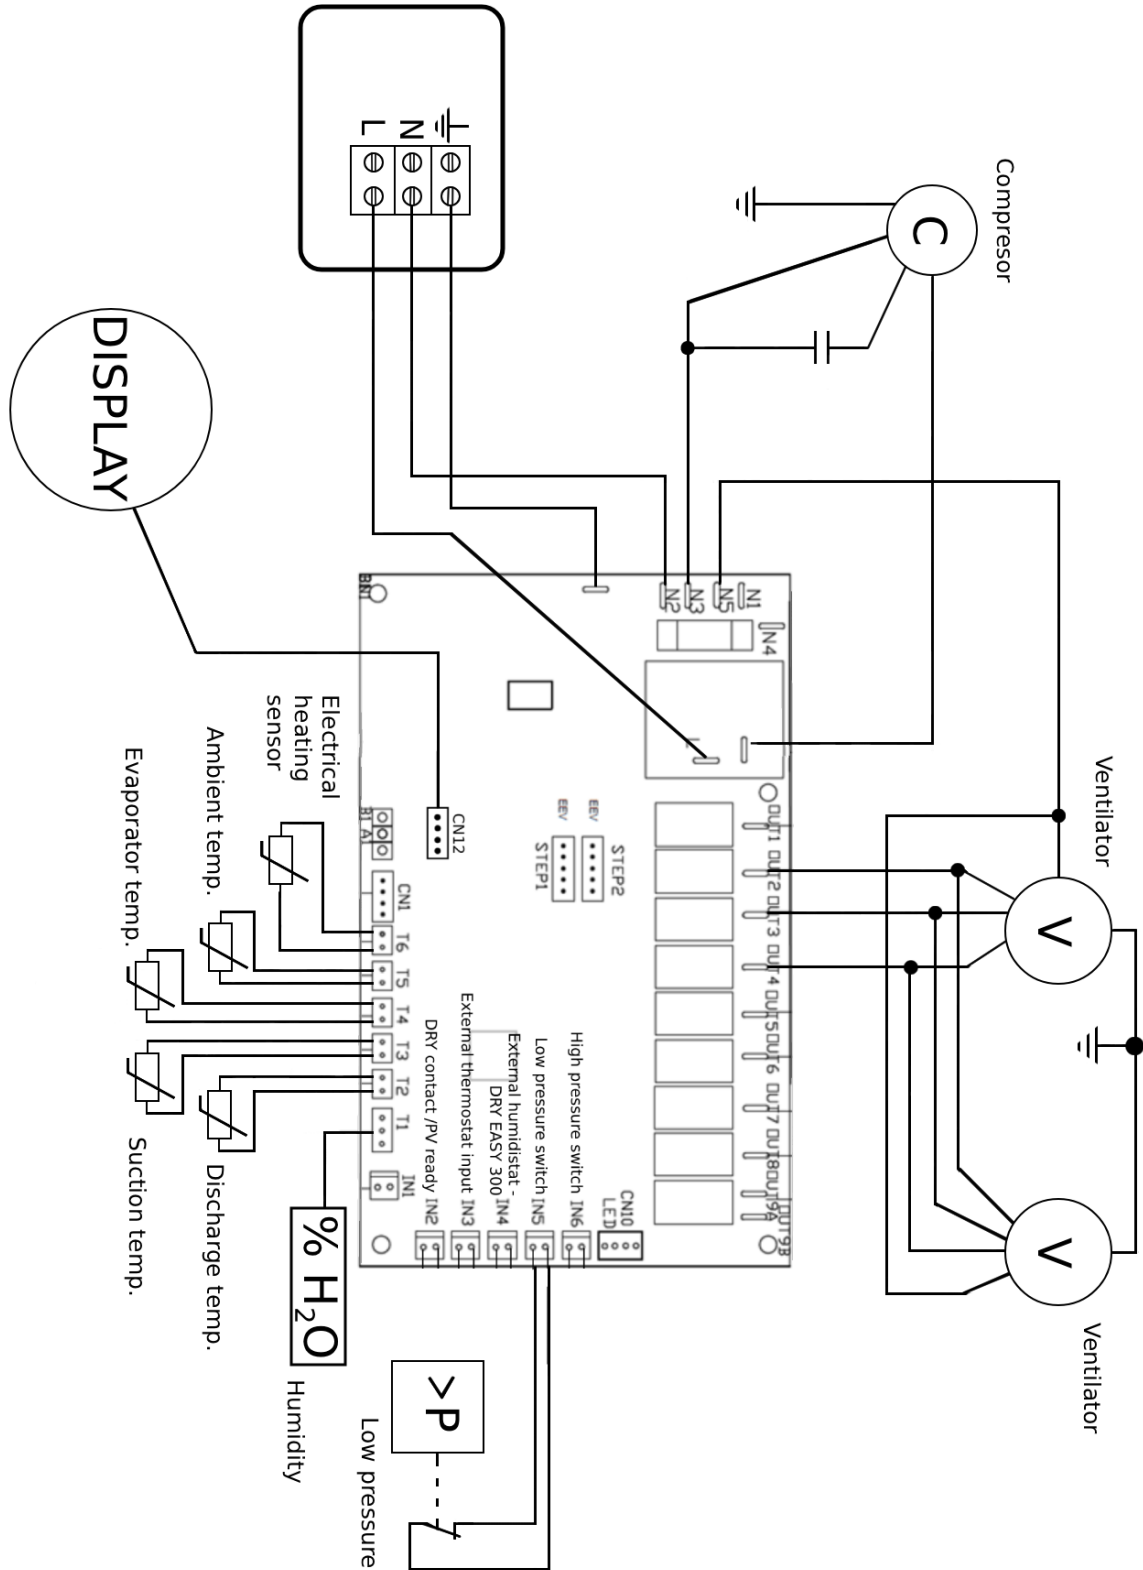 L
N
DISPLAY
C
Compresor
BN1
N2
N3
N5
N1
N4
L
Electrical
heating
sensor
Ambient temp.
Evaporator temp.
Suction temp.
Discharge temp.
Humidity
% H₂O
Low pressure
>P
B1
A1
CN12
CN1
T6
T5
T4
T3
T2
T1
IN1
EEV
STEP1
EEV
STEP2
DRY contact /PV ready IN2
External thermostat input IN3
External humidistat -
DRY EASY 300 IN4
Low pressure switch IN5
High pressure switch IN6
CN10
LED
OUT1
OUT2
OUT3
OUT4
OUT5
OUT6
OUT7
OUT8
OUT9A
OUT9B
Ventilator
V
V
Ventilator